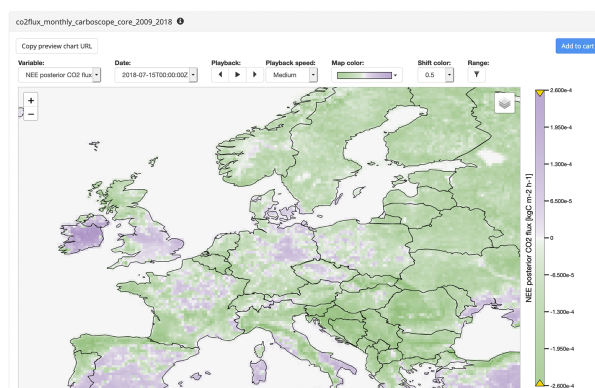 co2flux_monthly_carboscope_core_2009_2018
Copy preview chart URL
Add to cart
Variable: Date: Playback: Playback speed: Map color: Shift color: Range:
NEE posterior CO2 flux 2018-07-15T00:00:00Z Medium 0.5
+
−
2.600e-4
1.950e-4
1.300e-4
6.500e-5
0
-6.500e-5
-1.300e-4
-1.950e-4
-2.600e-4
NEE posterior CO2 flux [kgC m-2 h-1]